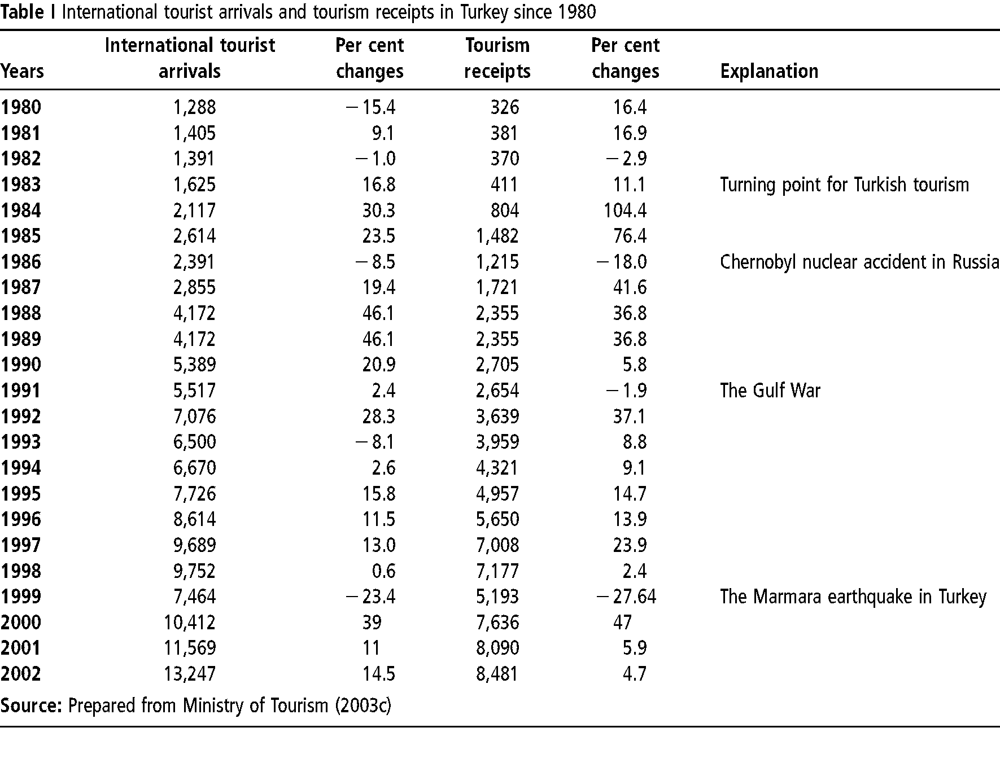 Table I International tourist arrivals and tourism receipts in Turkey since 1980
International tourist Per cent Tourism Per cent
Years arrivals changes receipts changes Explanation
1980 1,288 −15.4 326 16.4
1981 1,405 9.1 381 16.9
1982 1,391 −1.0 370 −2.9
1983 1,625 16.8 411 11.1 Turning point for Turkish tourism
1984 2,117 30.3 804 104.4
1985 2,614 23.5 1,482 76.4
1986 2,391 −8.5 1,215 −18.0 Chernobyl nuclear accident in Russia
1987 2,855 19.4 1,721 41.6
1988 4,172 46.1 2,355 36.8
1989 4,172 46.1 2,355 36.8
1990 5,389 20.9 2,705 5.8
1991 5,517 2.4 2,654 −1.9 The Gulf War
1992 7,076 28.3 3,639 37.1
1993 6,500 −8.1 3,959 8.8
1994 6,670 2.6 4,321 9.1
1995 7,726 15.8 4,957 14.7
1996 8,614 11.5 5,650 13.9
1997 9,689 13.0 7,008 23.9
1998 9,752 0.6 7,177 2.4
1999 7,464 −23.4 5,193 −27.64 The Marmara earthquake in Turkey
2000 10,412 39 7,636 47
2001 11,569 11 8,090 5.9
2002 13,247 14.5 8,481 4.7
Source: Prepared from Ministry of Tourism (2003c)